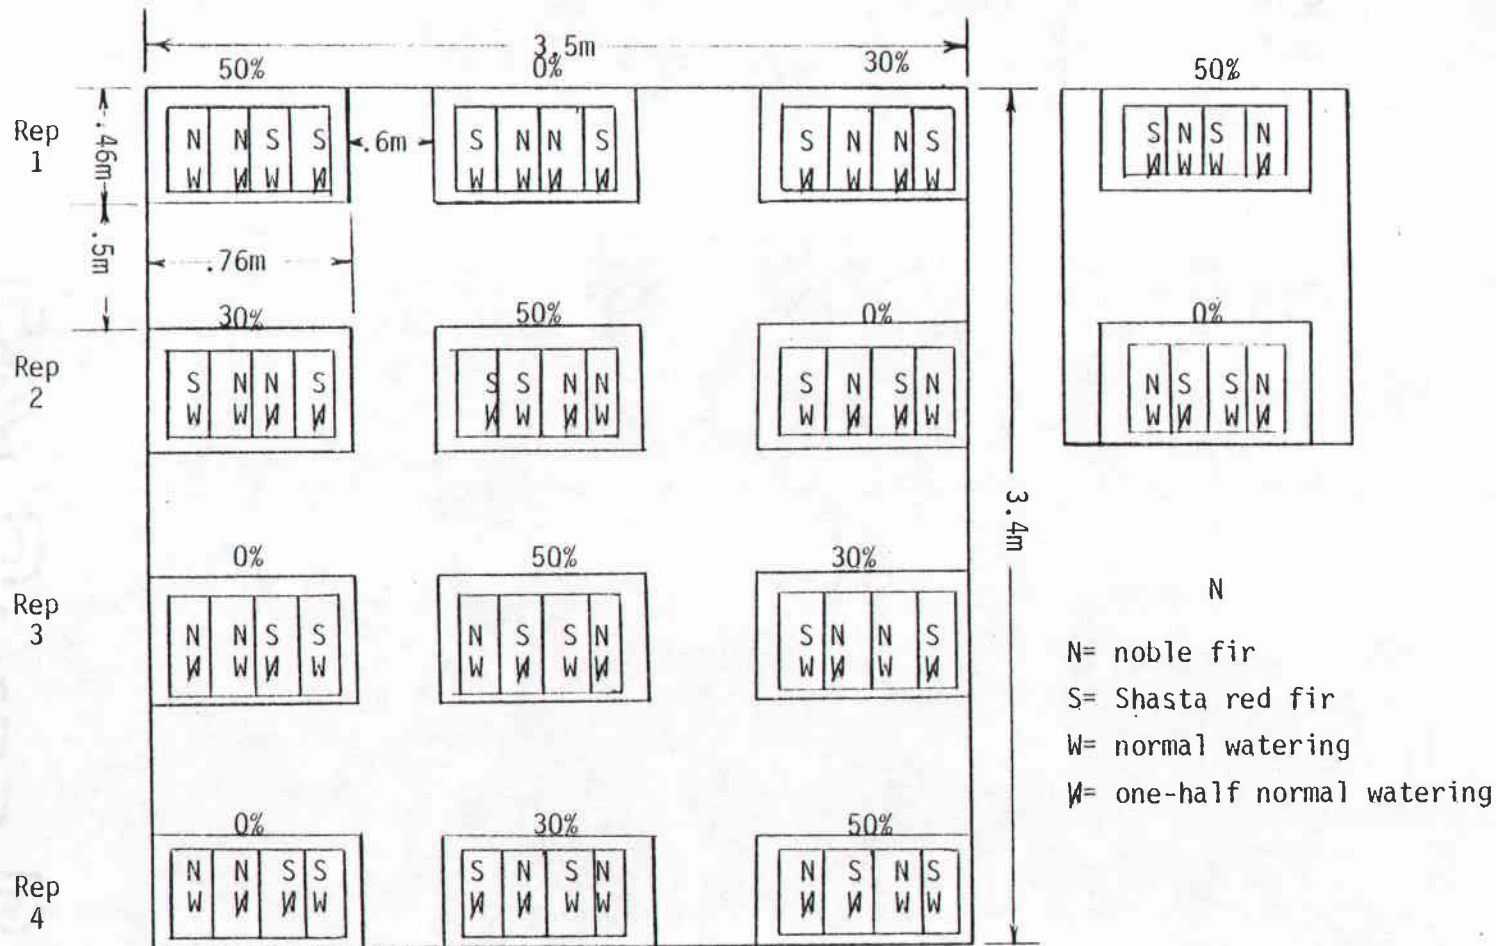 3.5m
50% 0% 30% 50%
Rep
1
.46m
N N S S
W W̸ W W̸
.6m
S N N S
W W W̸ W̸
S N N S
W̸ W W̸ W
S N S N
W̸ W W W̸
.5m
.76m
30% 50% 0% 0%
Rep
2
S N N S
W W W̸ W̸
S S N N
W̸ W W̸ W
S N S N
W W̸ W̸ W
N S S N
W W̸ W W̸
3.4m
0% 50% 30%
Rep
3
N N S S
W̸ W W̸ W
N S S N
W W̸ W W̸
S N N S
W W̸ W W̸
N
N= noble fir
S= Shasta red fir
W= normal watering
W̸= one-half normal watering
0% 30% 50%
Rep
4
N N S S
W W̸ W̸ W
S N S N
W̸ W̸ W W
N S N S
W̸ W̸ W W